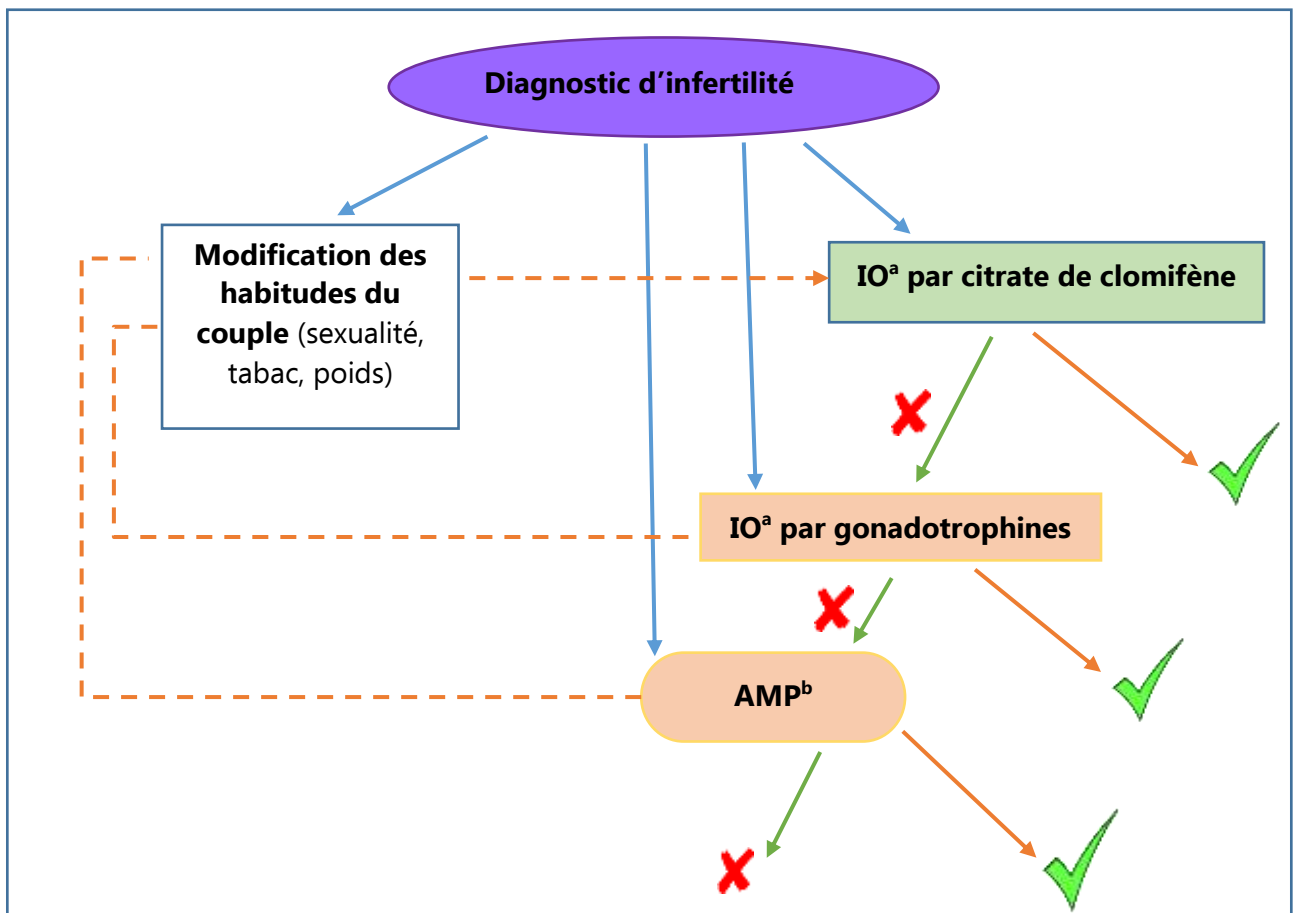 Diagnostic d’infertilité
Modification des
habitudes du
couple (sexualité,
tabac, poids)
IOᵃ par citrate de clomifène
IOᵃ par gonadotrophines
AMPᵇ